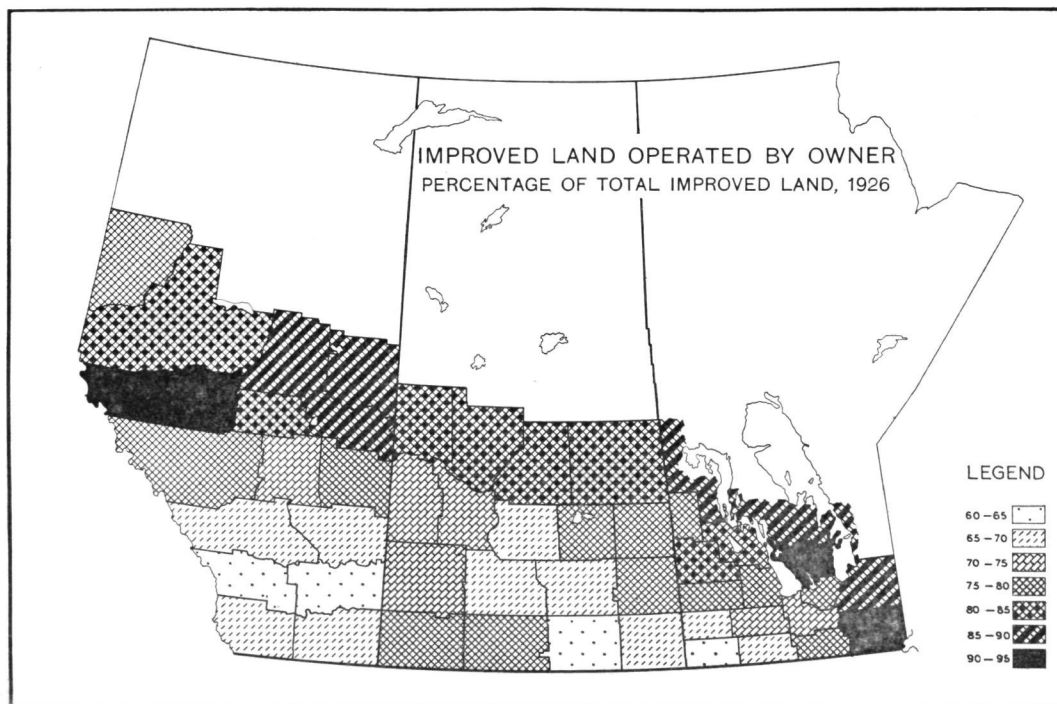 IMPROVED LAND OPERATED BY OWNER
PERCENTAGE OF TOTAL IMPROVED LAND, 1926
LEGEND
60–65
65–70
70–75
75–80
80–85
85–90
90–95